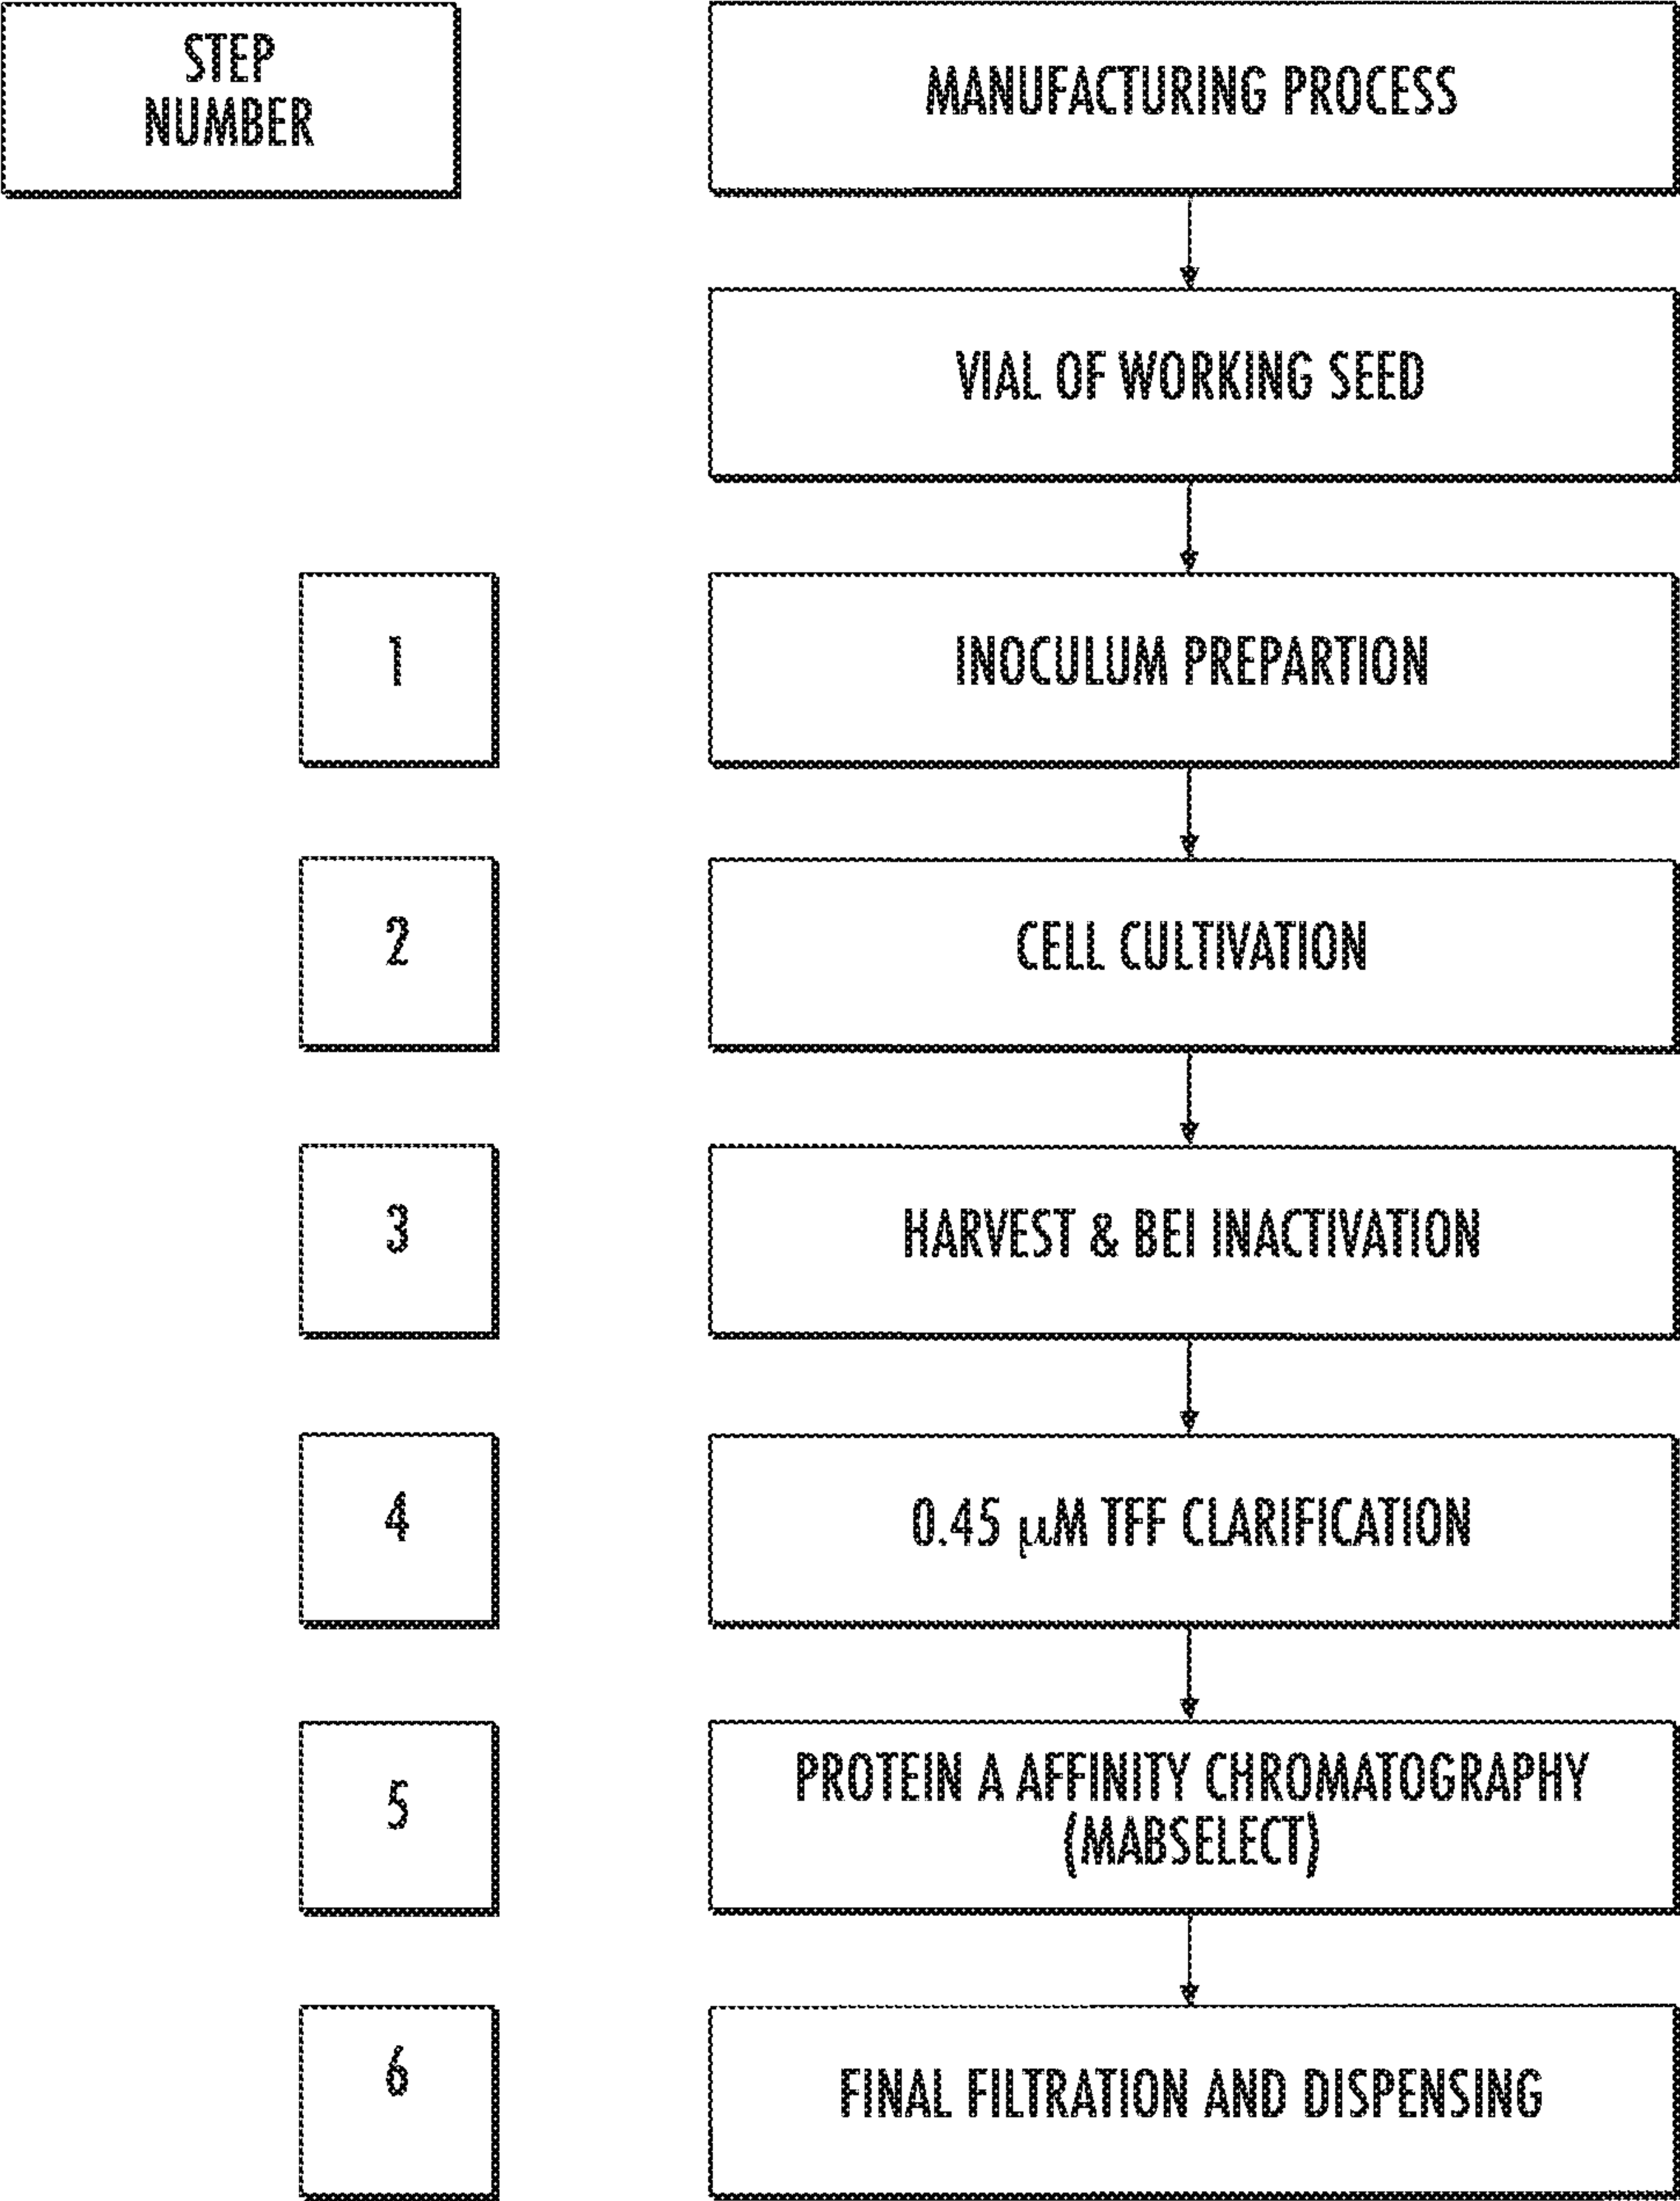 STEP
NUMBER
MANUFACTURING PROCESS
VIAL OF WORKING SEED
1
INOCULUM PREPARTION
2
CELL CULTIVATION
3
HARVEST & BEI INACTIVATION
4
0.45 µM TFF CLARIFICATION
5
PROTEIN A AFFINITY CHROMATOGRAPHY
(MABSELECT)
6
FINAL FILTRATION AND DISPENSING